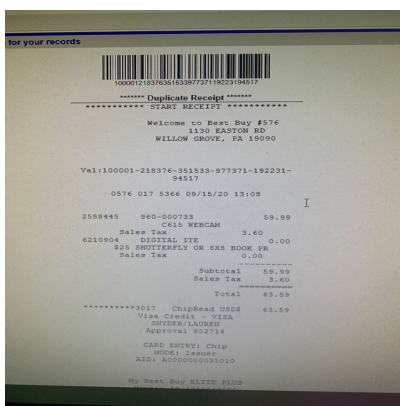 for your records
10000121837635153397737119223194517
******* Duplicate Receipt *******
*********** START RECEIPT ***********
Welcome to Best Buy #576
1130 EASTON RD
WILLOW GROVE, PA 19090
Val:100001-218376-351533-977371-192231-
94517
0576 017 5366 09/15/20 13:08
2588445 960-000733 59.99
C615 WEBCAM
Sales Tax 3.60
6210904 DIGITAL ITE 0.00
$25 SHUTTERFLY OR 8X8 BOOK PR
Sales Tax 0.00
Subtotal 59.99
Sales Tax 3.60
Total 63.59
**********3017 ChipRead USD$ 63.59
Visa Credit - VISA
SNYDER/LAUREN
Approval 602714
CARD ENTRY: Chip
MODE: Issuer
AID: A0000000031010
My Best Buy ELITE PLUS